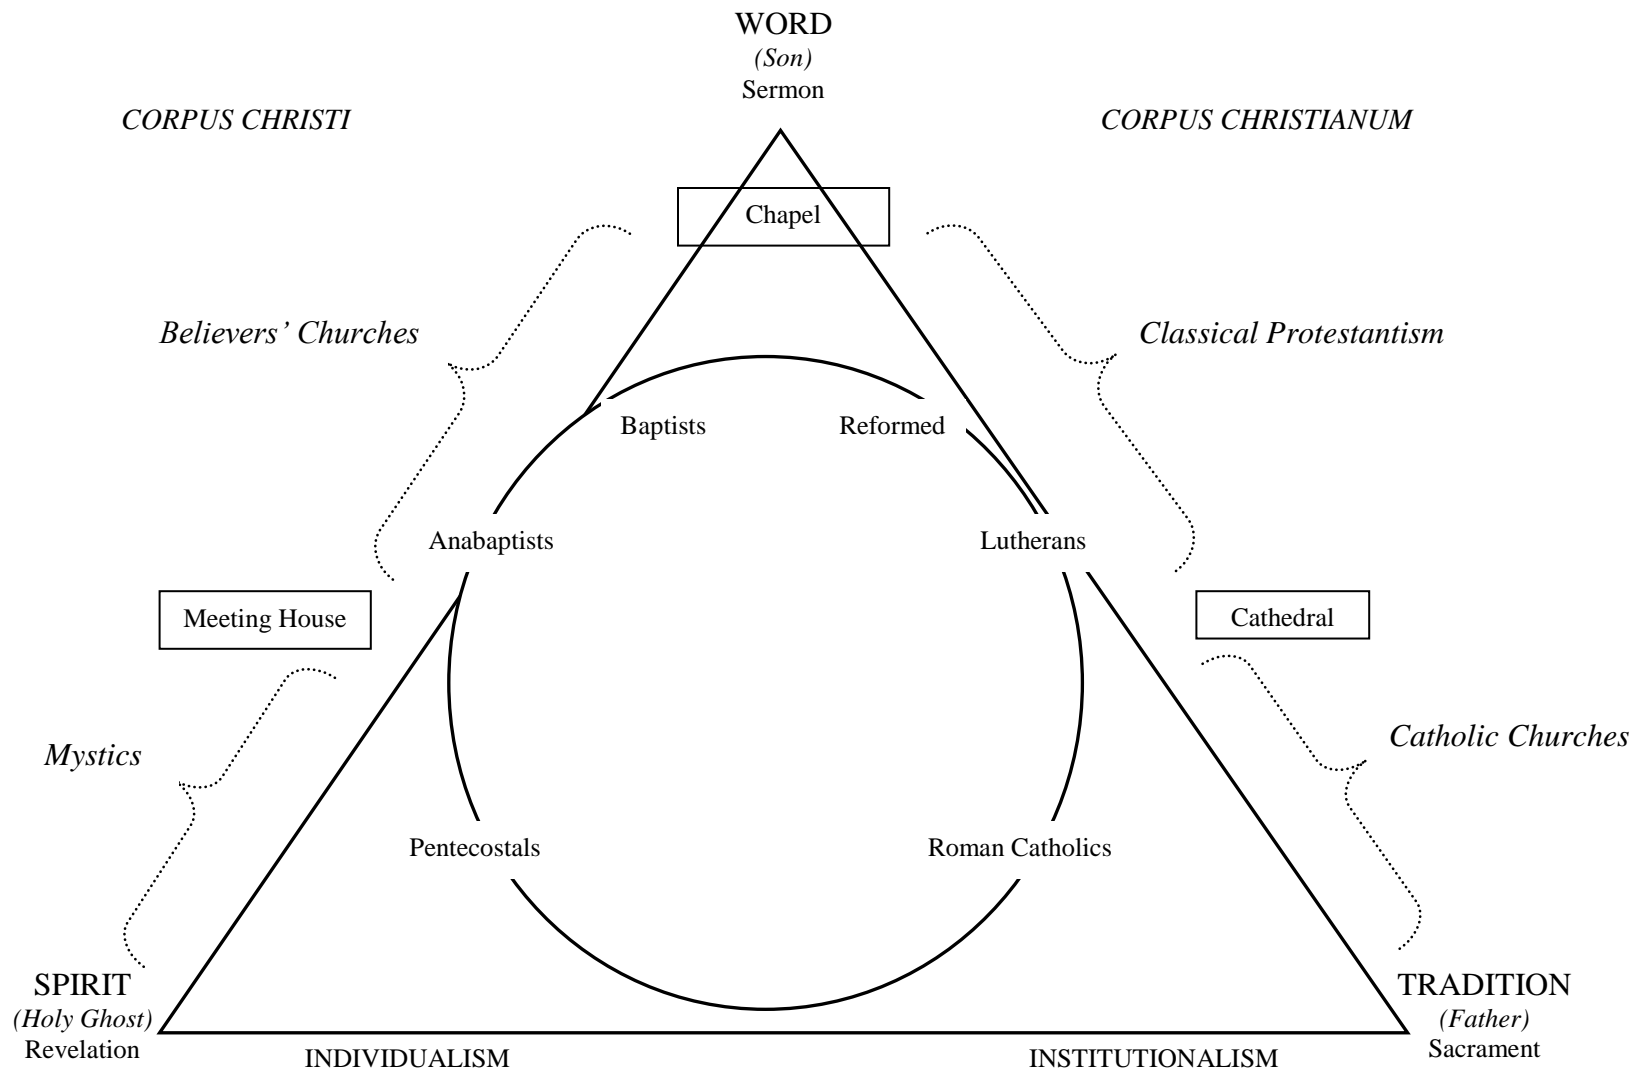 WORD
(Son)
Sermon
CORPUS CHRISTI
CORPUS CHRISTIANUM
Chapel
Believers’ Churches
Classical Protestantism
Baptists
Reformed
Anabaptists
Lutherans
Meeting House
Cathedral
Mystics
Catholic Churches
Pentecostals
Roman Catholics
SPIRIT
(Holy Ghost)
Revelation
TRADITION
(Father)
Sacrament
INDIVIDUALISM
INSTITUTIONALISM